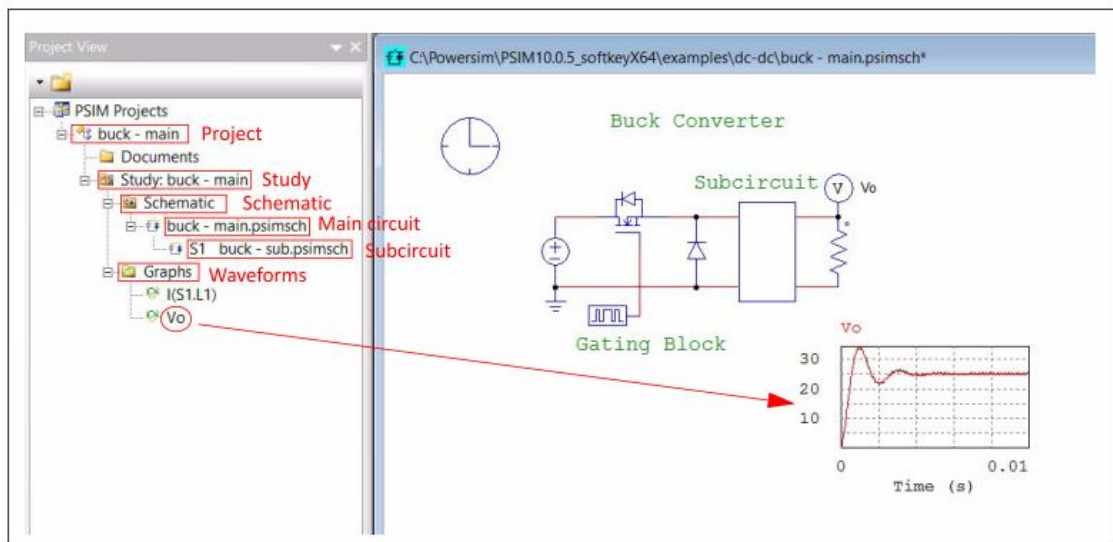 Project View
C:\Powersim\PSIM10.0.5_softkeyX64\examples\dc-dc\buck - main.psimsch*
PSIM Projects
buck - main Project
Documents
Study: buck - main Study
Schematic Schematic
buck - main.psimsch Main circuit
S1 buck - sub.psimsch Subcircuit
Graphs Waveforms
I(S1.L1)
Vo
Buck Converter
Subcircuit
V Vo
Gating Block
Vo
30
20
10
0 0.01
Time (s)